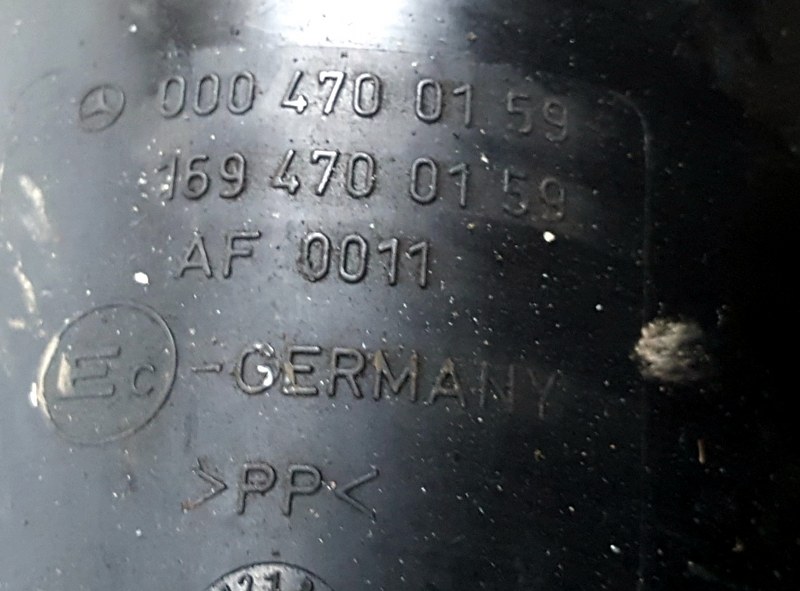 000 470 01 59
169 470 01 59
AF 0011
Ec -GERMANY
>PP<